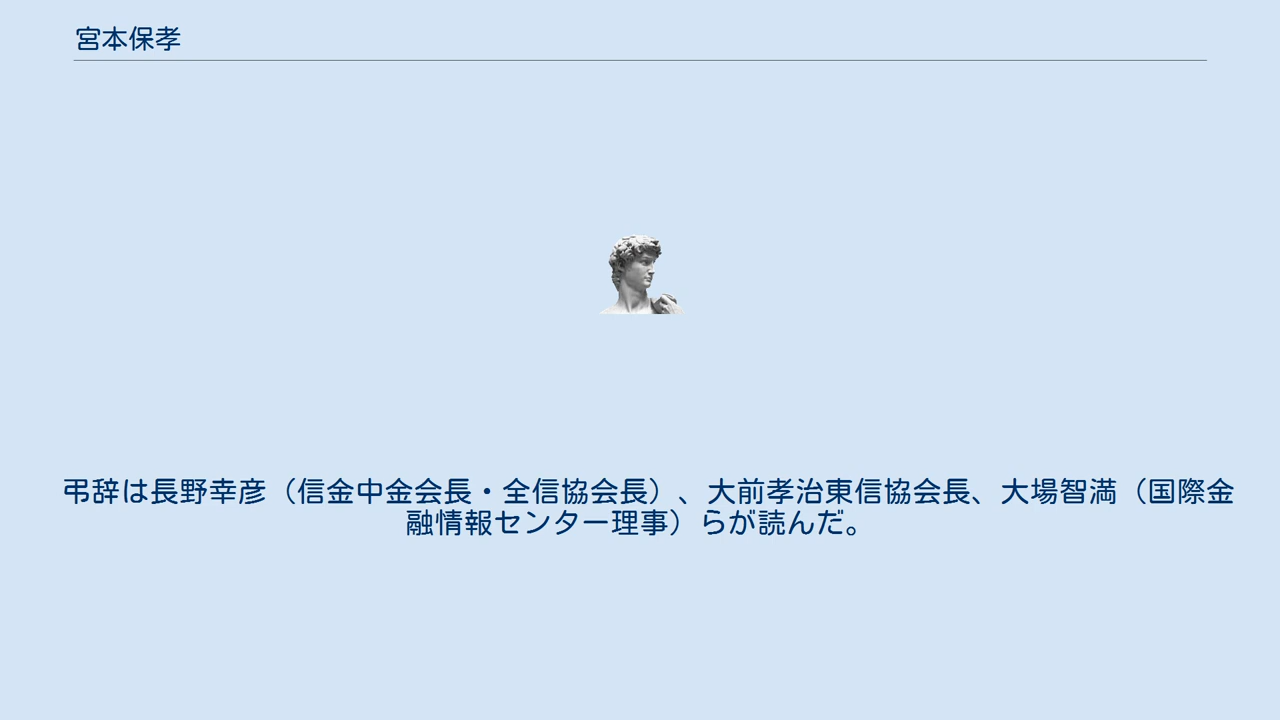 宮本保孝
弔辞は長野幸彦（信金中金会長・全信協会長）、大前孝治東信協会長、大場智満（国際金
融情報センター理事）らが読んだ。